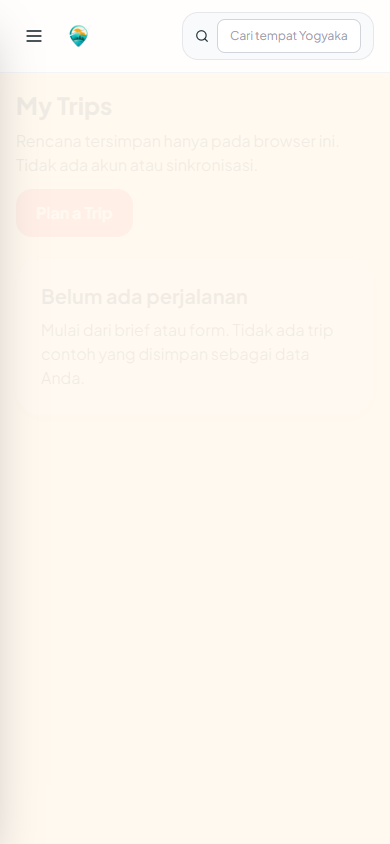 Cari tempat Yogyaka
My Trips
Rencana tersimpan hanya pada browser ini.
Tidak ada akun atau sinkronisasi.
Plan a Trip
Belum ada perjalanan
Mulai dari brief atau form. Tidak ada trip
contoh yang disimpan sebagai data
Anda.